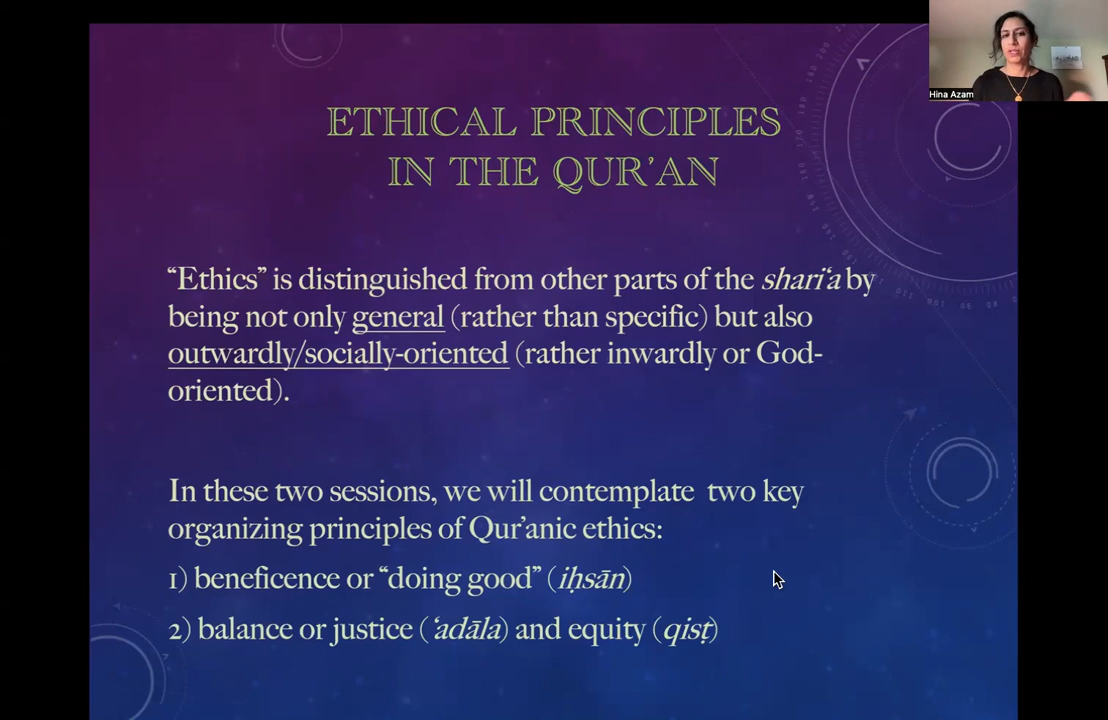 Hina Azam
ETHICAL PRINCIPLES
IN THE QUR’AN
“Ethics” is distinguished from other parts of the shari‘a by
being not only general (rather than specific) but also
outwardly/socially-oriented (rather inwardly or God-
oriented).
In these two sessions, we will contemplate two key
organizing principles of Qur’anic ethics:
1) beneficence or “doing good” (iḥsān)
2) balance or justice (‘adāla) and equity (qisṭ)